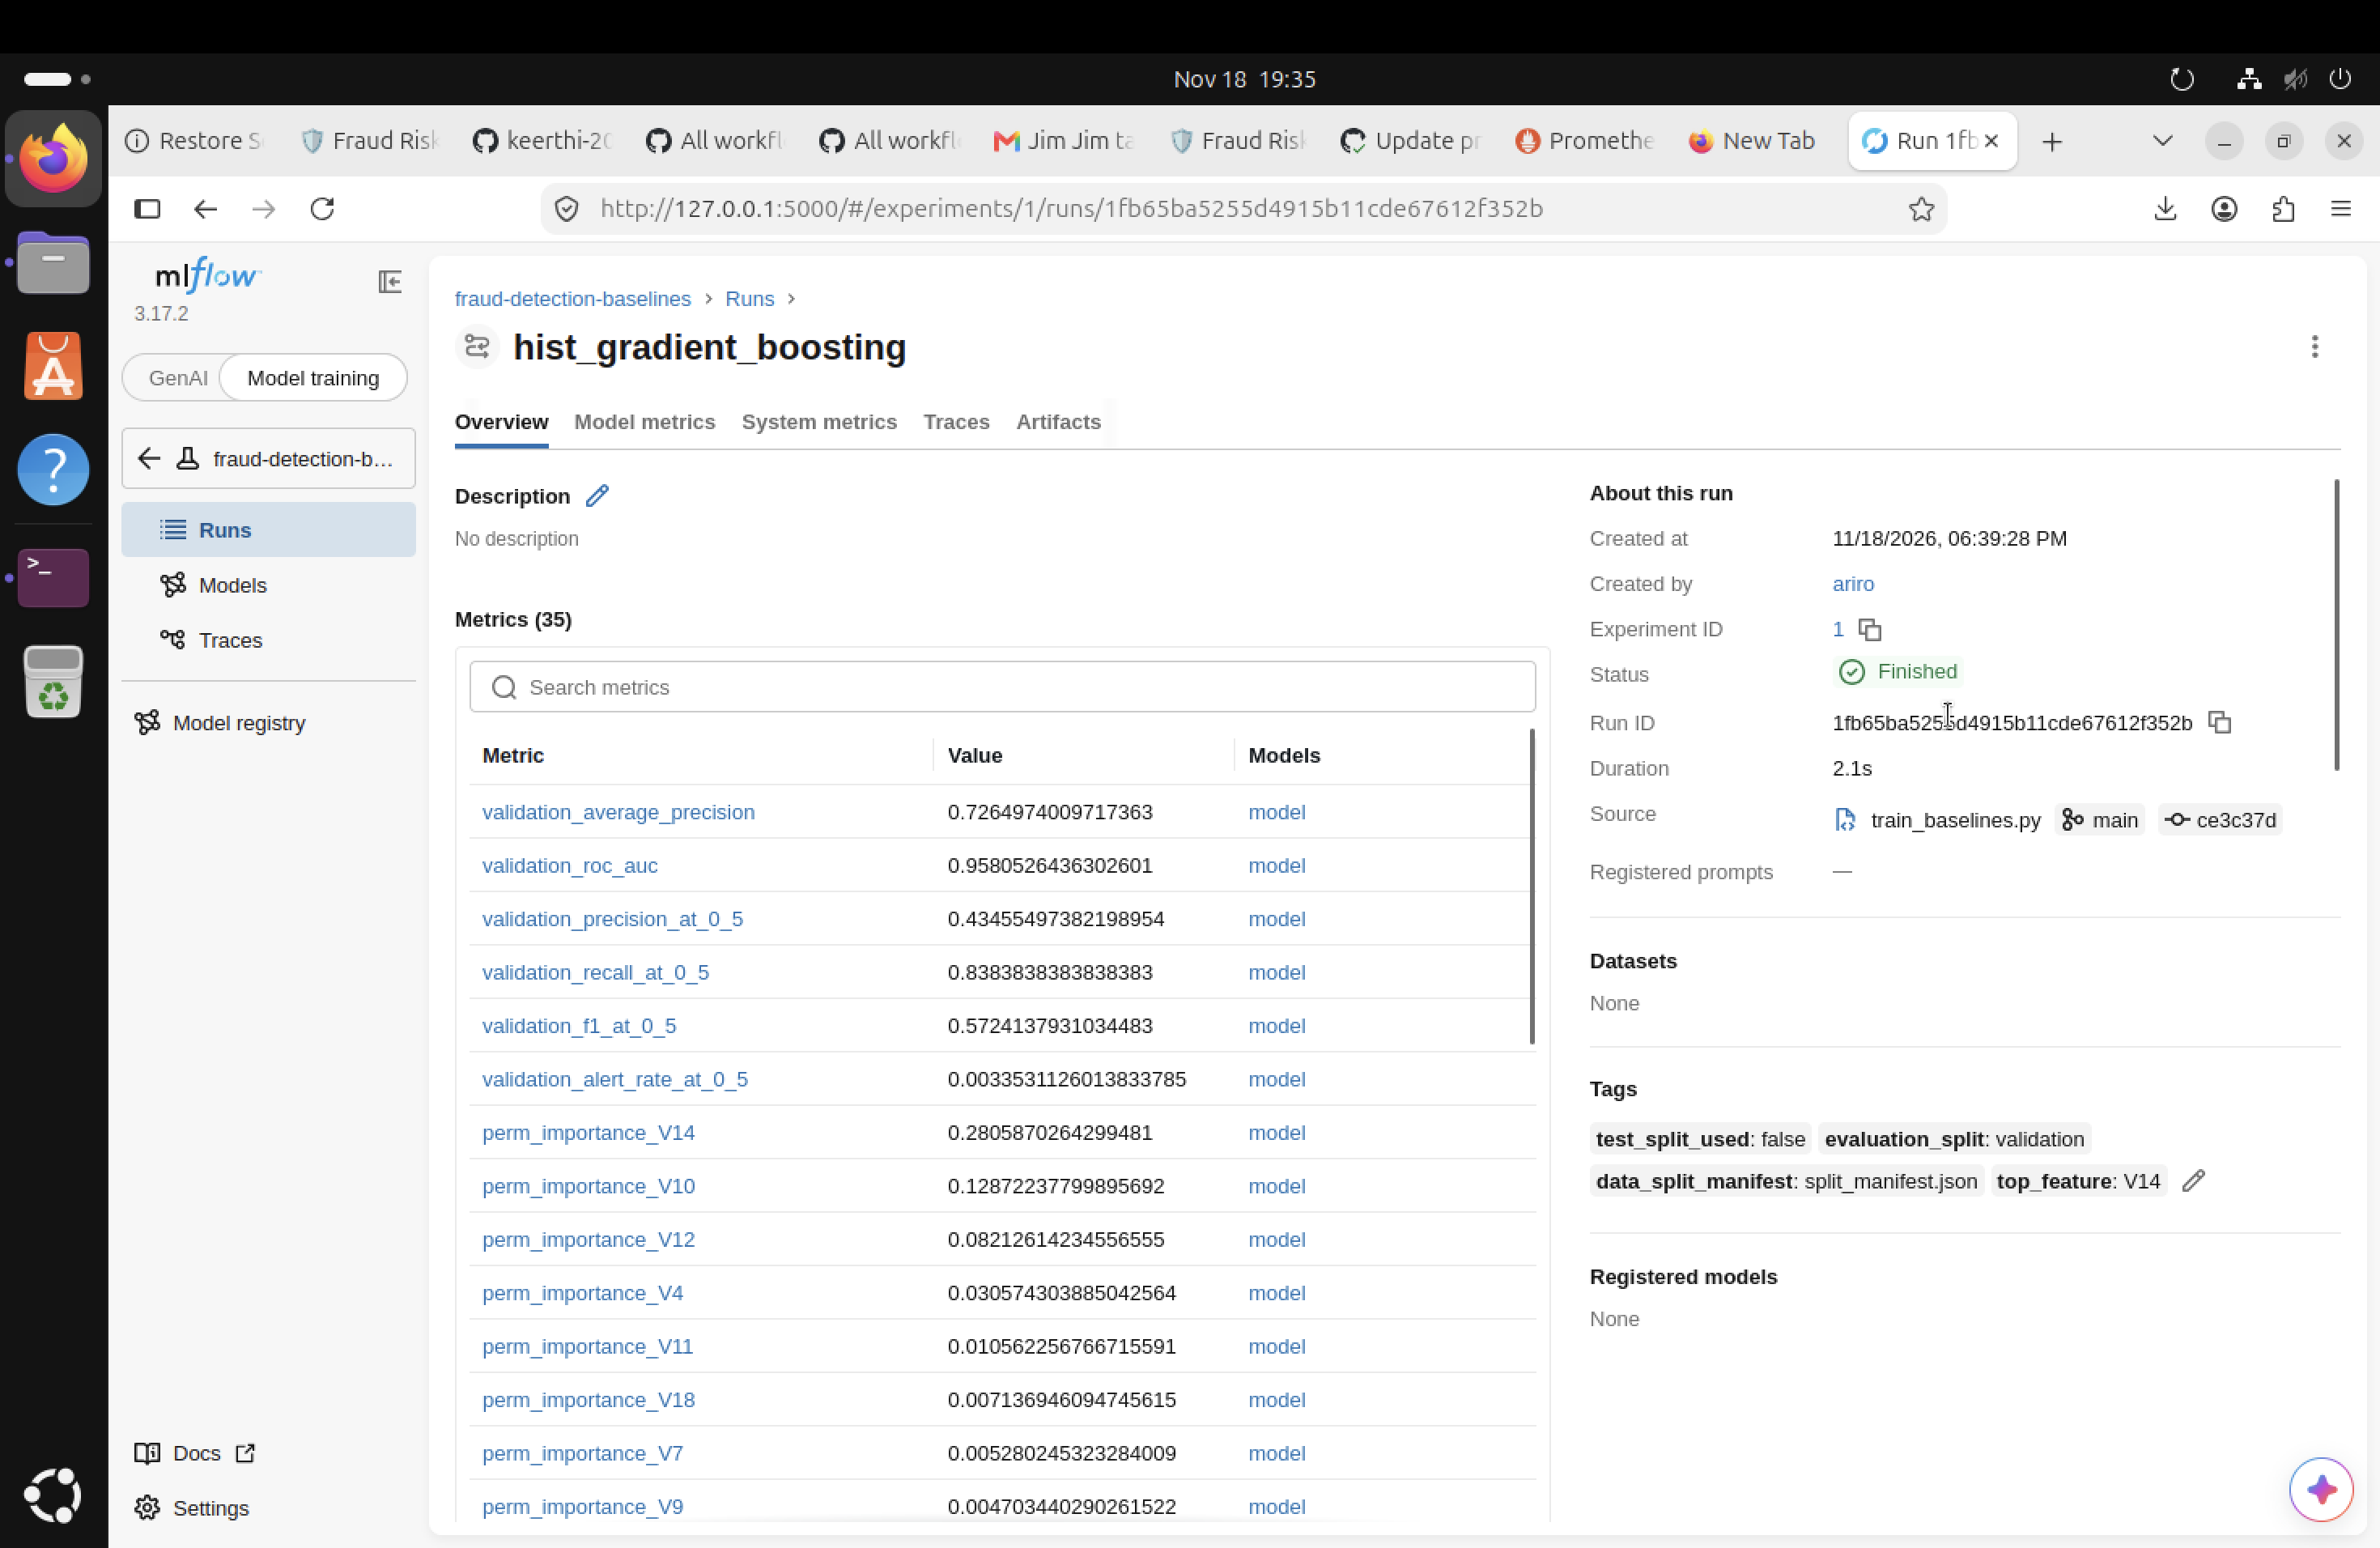 Nov 18 19:35
Restore S
Fraud Risk
keerthi-20
All workfl
All workfl
Jim Jim ta
Fraud Risk
Update pr
Promethe
New Tab
Run 1fb
http://127.0.0.1:5000/#/experiments/1/runs/1fb65ba5255d4915b11cde67612f352b
mlflow
3.17.2
GenAI
Model training
fraud-detection-b...
Runs
Models
Traces
Model registry
Docs
Settings
fraud-detection-baselines > Runs >
hist_gradient_boosting
Overview Model metrics System metrics Traces Artifacts
Description
No description
Metrics (35)
Search metrics
Metric Value Models
validation_average_precision 0.7264974009717363 model
validation_roc_auc 0.9580526436302601 model
validation_precision_at_0_5 0.43455497382198954 model
validation_recall_at_0_5 0.8383838383838383 model
validation_f1_at_0_5 0.5724137931034483 model
validation_alert_rate_at_0_5 0.0033531126013833785 model
perm_importance_V14 0.2805870264299481 model
perm_importance_V10 0.12872237799895692 model
perm_importance_V12 0.08212614234556555 model
perm_importance_V4 0.030574303885042564 model
perm_importance_V11 0.010562256766715591 model
perm_importance_V18 0.007136946094745615 model
perm_importance_V7 0.005280245323284009 model
perm_importance_V9 0.004703440290261522 model
About this run
Created at 11/18/2026, 06:39:28 PM
Created by ariro
Experiment ID 1
Status Finished
Run ID 1fb65ba5255d4915b11cde67612f352b
Duration 2.1s
Source train_baselines.py main ce3c37d
Registered prompts —
Datasets
None
Tags
test_split_used: false evaluation_split: validation
data_split_manifest: split_manifest.json top_feature: V14
Registered models
None